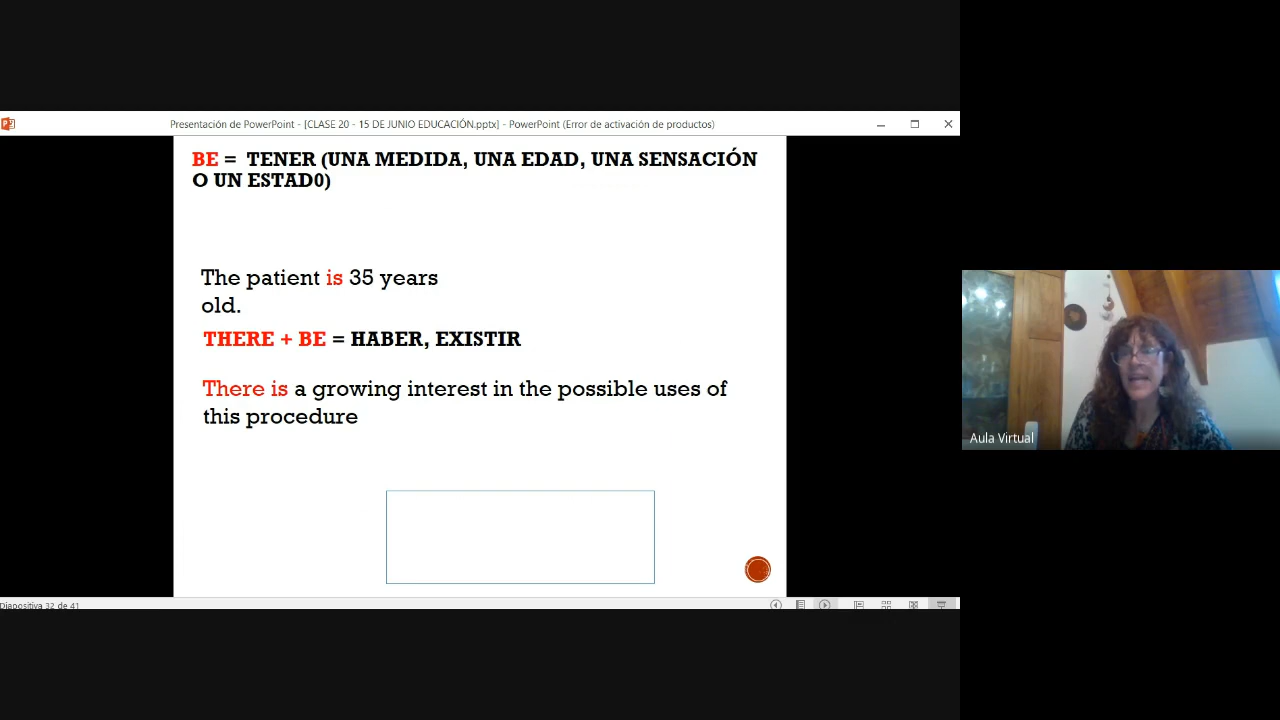 Presentación de PowerPoint - [CLASE 20 - 15 DE JUNIO EDUCACIÓN.pptx] - PowerPoint (Error de activación de productos)
BE = TENER (UNA MEDIDA, UNA EDAD, UNA SENSACIÓN
O UN ESTAD0)
The patient is 35 years
old.
THERE + BE = HABER, EXISTIR
There is a growing interest in the possible uses of
this procedure
Aula Virtual
Diapositiva 32 de 41